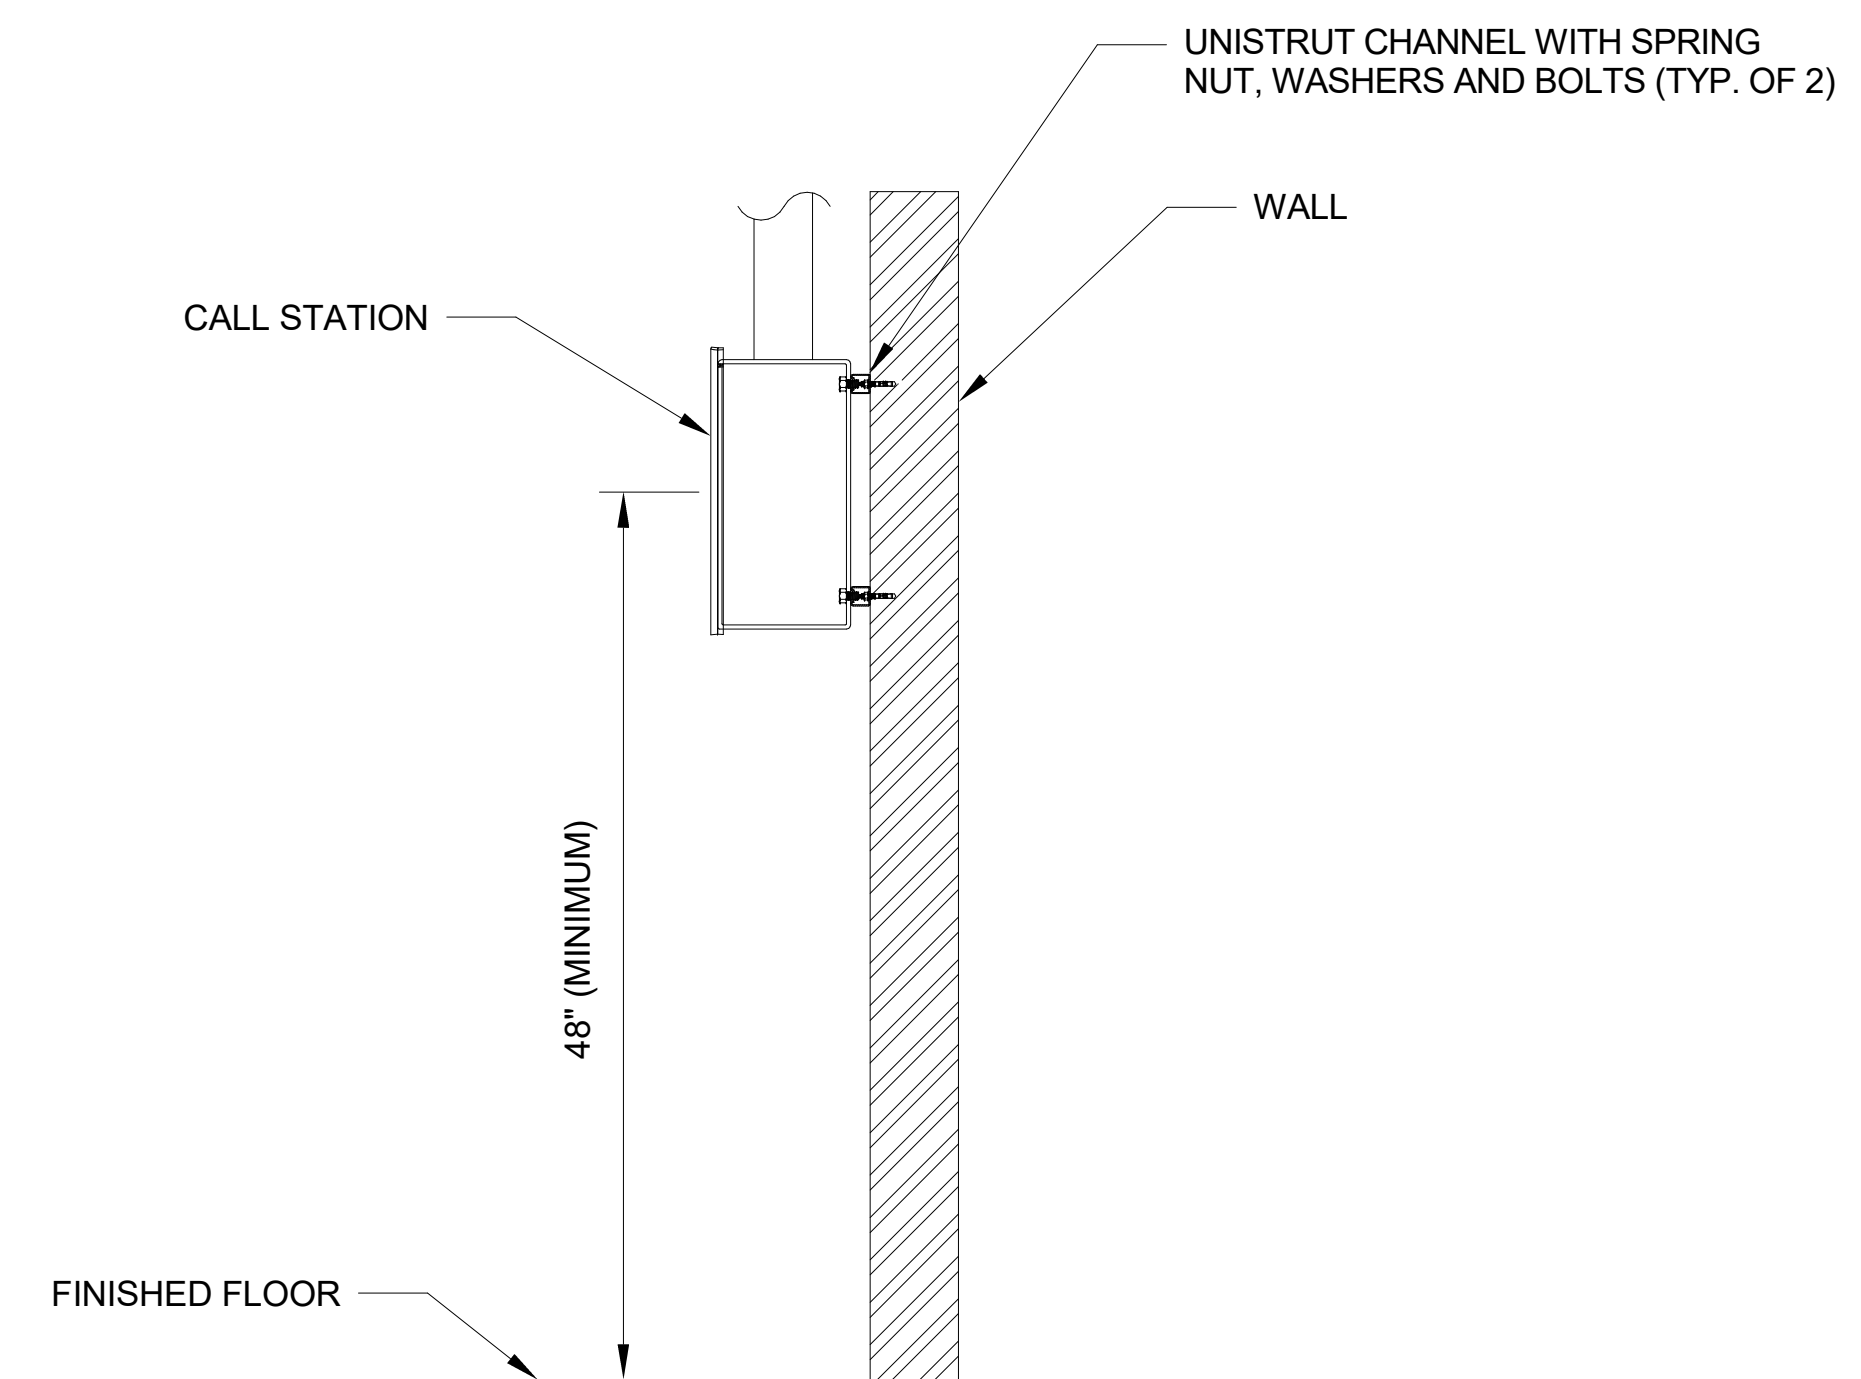 UNISTRUT CHANNEL WITH SPRING
NUT, WASHERS AND BOLTS (TYP. OF 2)
WALL
CALL STATION
48" (MINIMUM)
FINISHED FLOOR